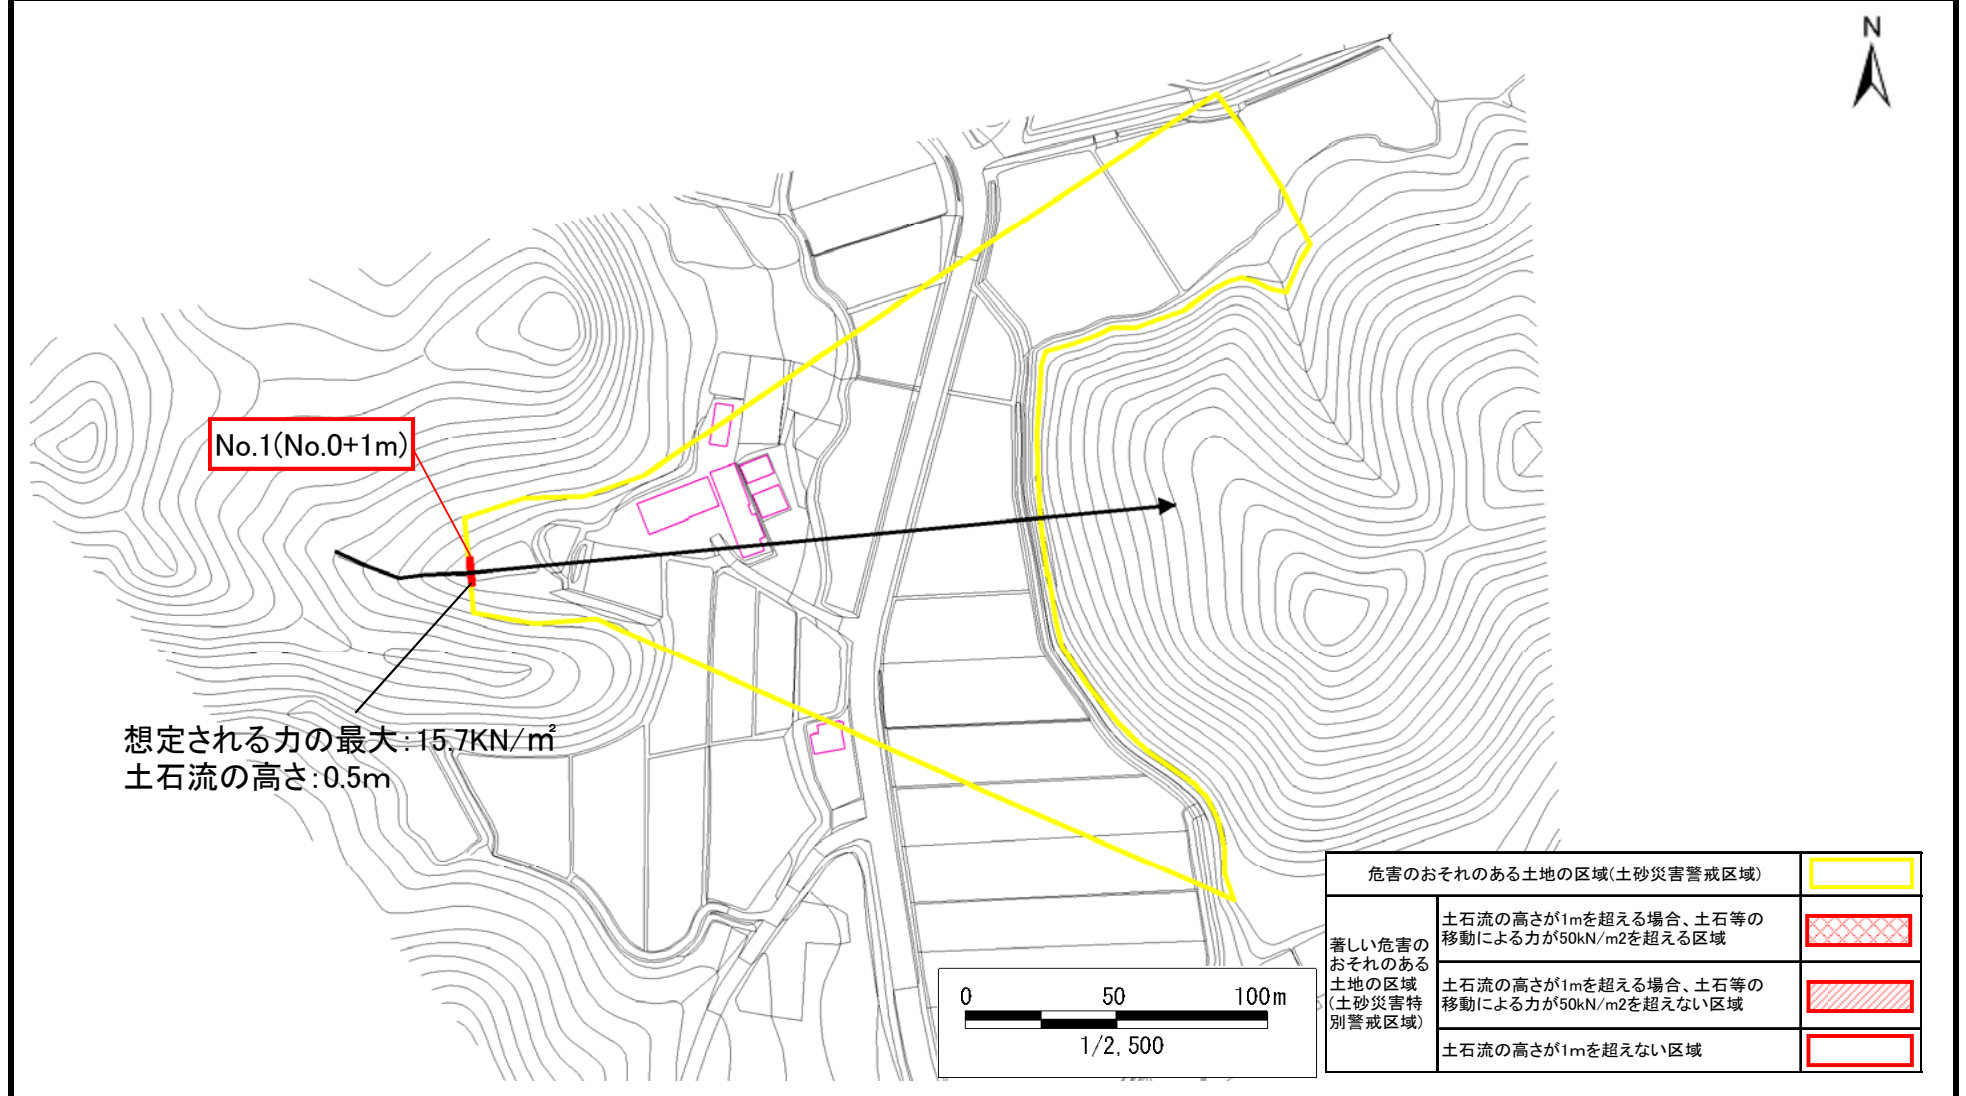 N
No.1(No.0+1m)
想定される力の最大:15.7KN/㎡
土石流の高さ:0.5m
0 50 100m
1/2,500
危害のおそれのある土地の区域(土砂災害警戒区域)
著しい危害の
おそれのある
土地の区域
(土砂災害特
別警戒区域)
土石流の高さが1mを超える場合、土石等の
移動による力が50kN/m2を超える区域
土石流の高さが1mを超える場合、土石等の
移動による力が50kN/m2を超えない区域
土石流の高さが1mを超えない区域